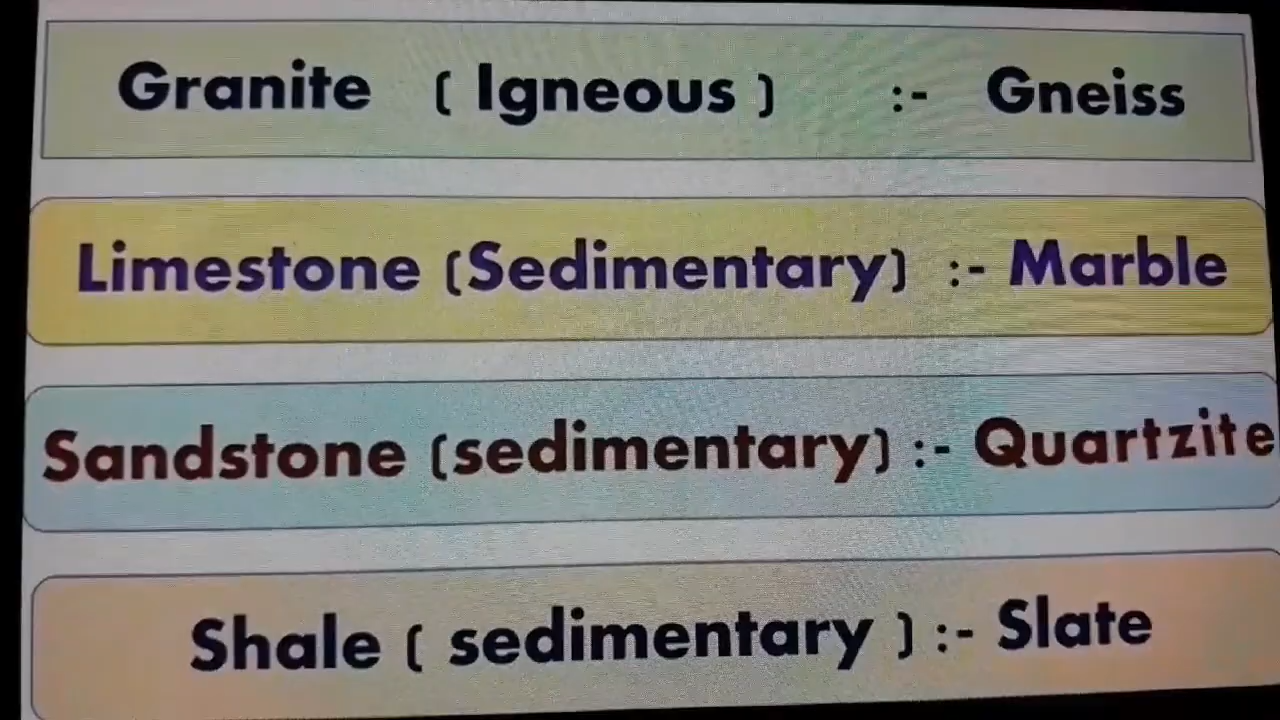 Granite ( Igneous ) :- Gneiss
Limestone (Sedimentary) :- Marble
Sandstone (sedimentary) :- Quartzite
Shale ( sedimentary ) :- Slate